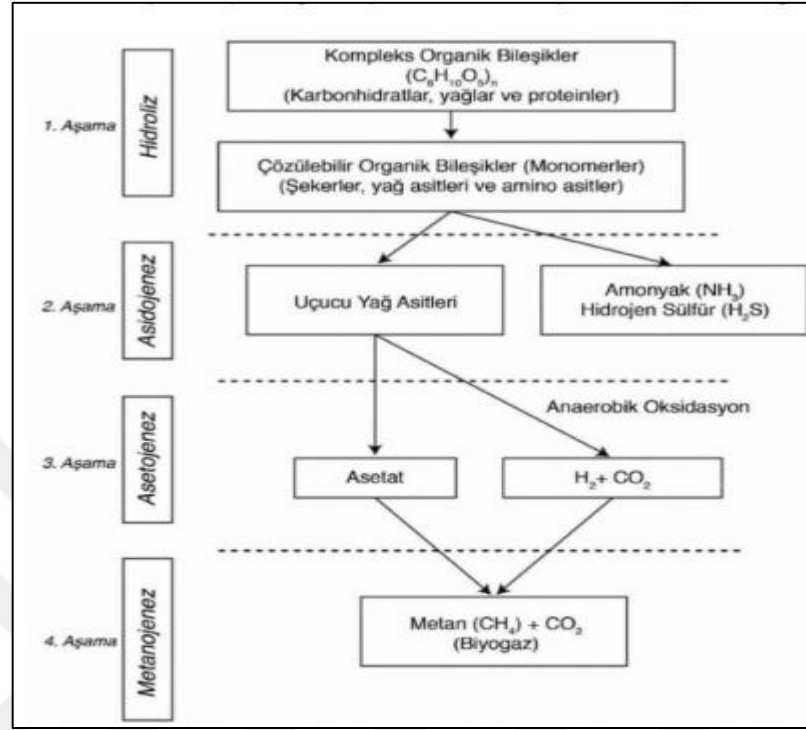 Kompleks Organik Bileşikler
(C₆H₁₀O₅)ₙ
(Karbonhidratlar, yağlar ve proteinler)
1. Aşama
Hidroliz
Çözülebilir Organik Bileşikler (Monomerler)
(Şekerler, yağ asitleri ve amino asitler)
2. Aşama
Asidojenez
Uçucu Yağ Asitleri
Amonyak (NH₃)
Hidrojen Sülfür (H₂S)
Anaerobik Oksidasyon
3. Aşama
Asetojenez
Asetat
H₂+ CO₂
4. Aşama
Metanojenez
Metan (CH₄) + CO₂
(Biyogaz)